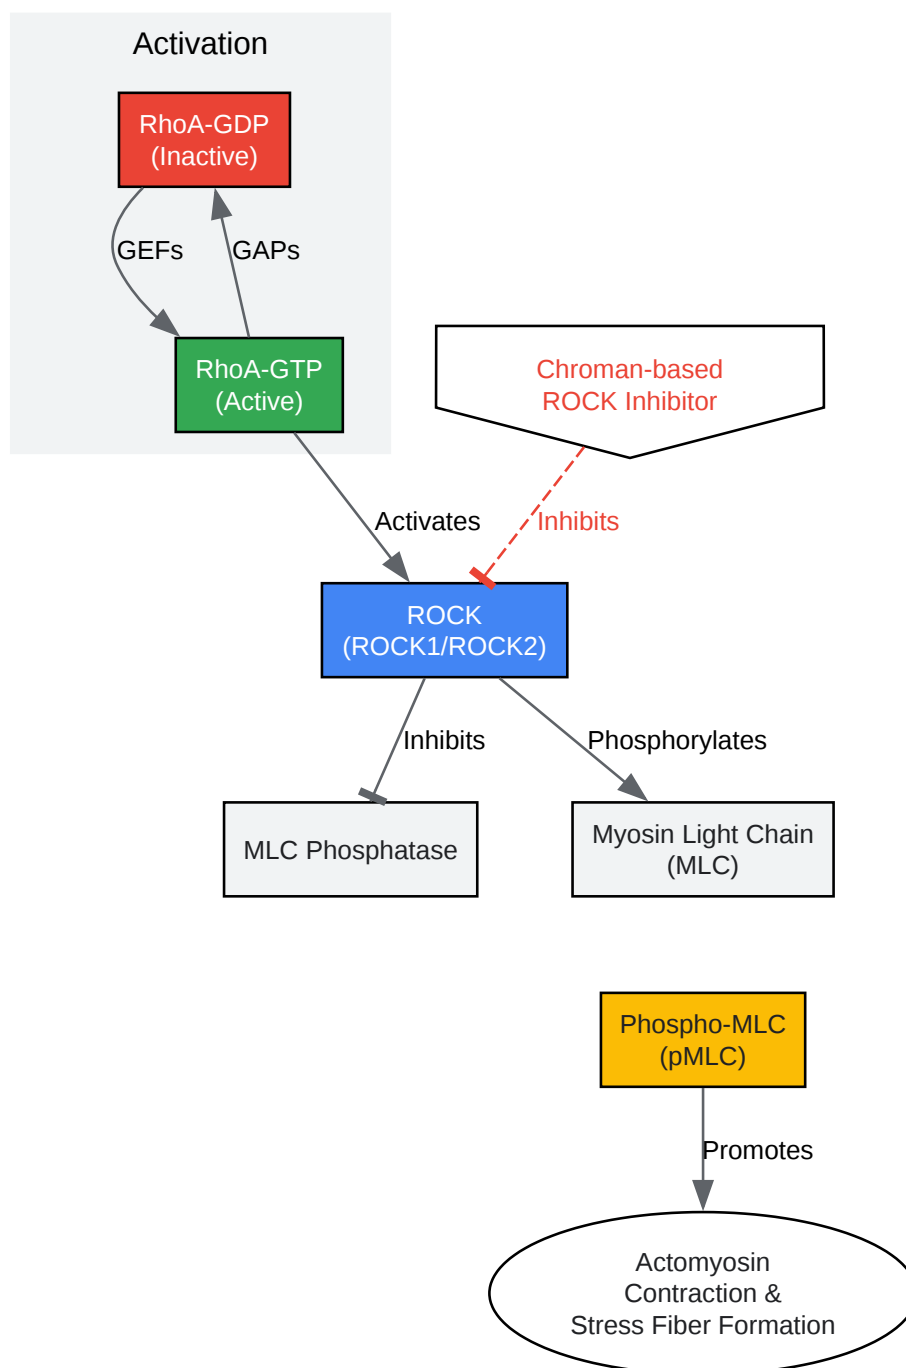 Activation
RhoA-GDP
(Inactive)
GEFs
GAPs
RhoA-GTP
(Active)
Chroman-based
ROCK Inhibitor
Activates
Inhibits
ROCK
(ROCK1/ROCK2)
Inhibits
Phosphorylates
MLC Phosphatase
Myosin Light Chain
(MLC)
Phospho-MLC
(pMLC)
Promotes
Actomyosin
Contraction &
Stress Fiber Formation